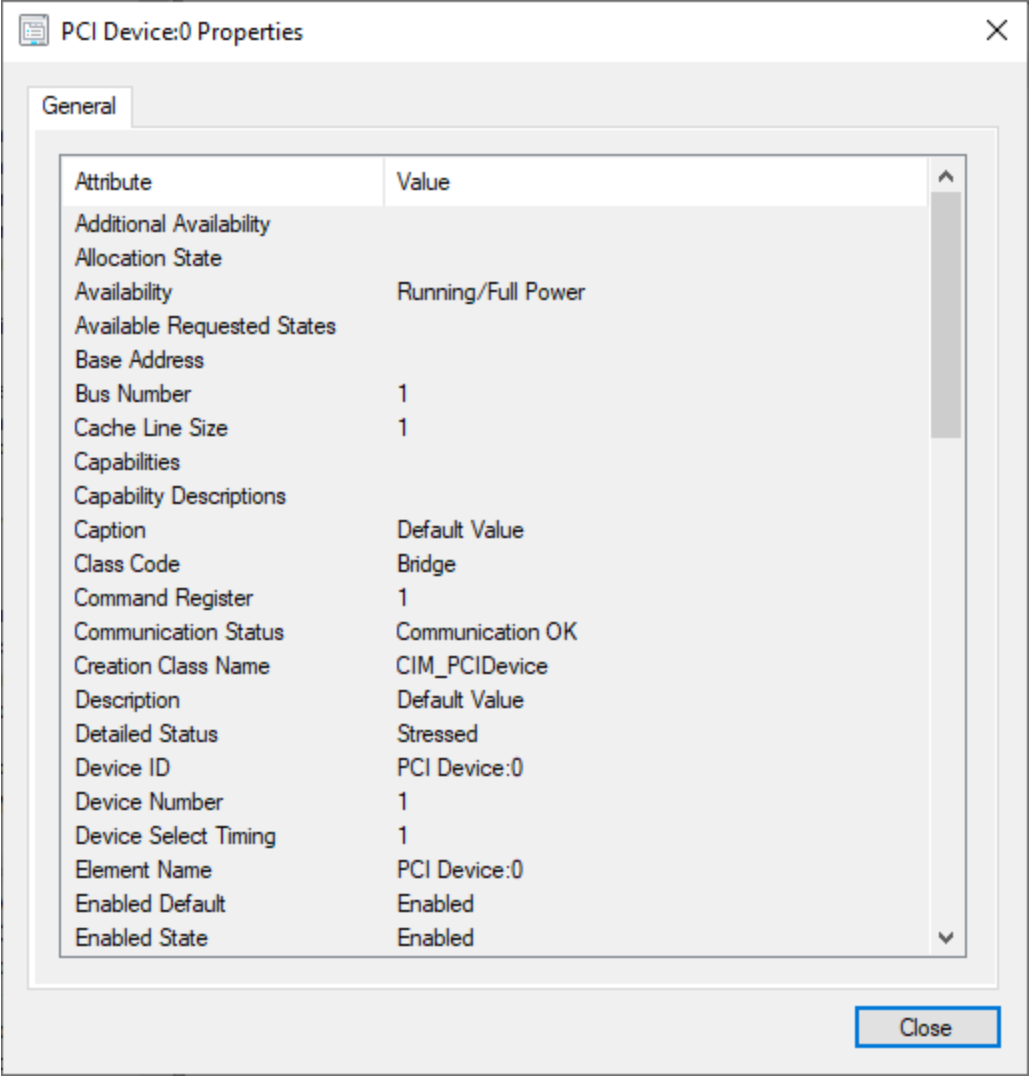 PCI Device:0 Properties
General
Attribute Value
Additional Availability
Allocation State
Availability Running/Full Power
Available Requested States
Base Address
Bus Number 1
Cache Line Size 1
Capabilities
Capability Descriptions
Caption Default Value
Class Code Bridge
Command Register 1
Communication Status Communication OK
Creation Class Name CIM_PCIDevice
Description Default Value
Detailed Status Stressed
Device ID PCI Device:0
Device Number 1
Device Select Timing 1
Element Name PCI Device:0
Enabled Default Enabled
Enabled State Enabled
Close